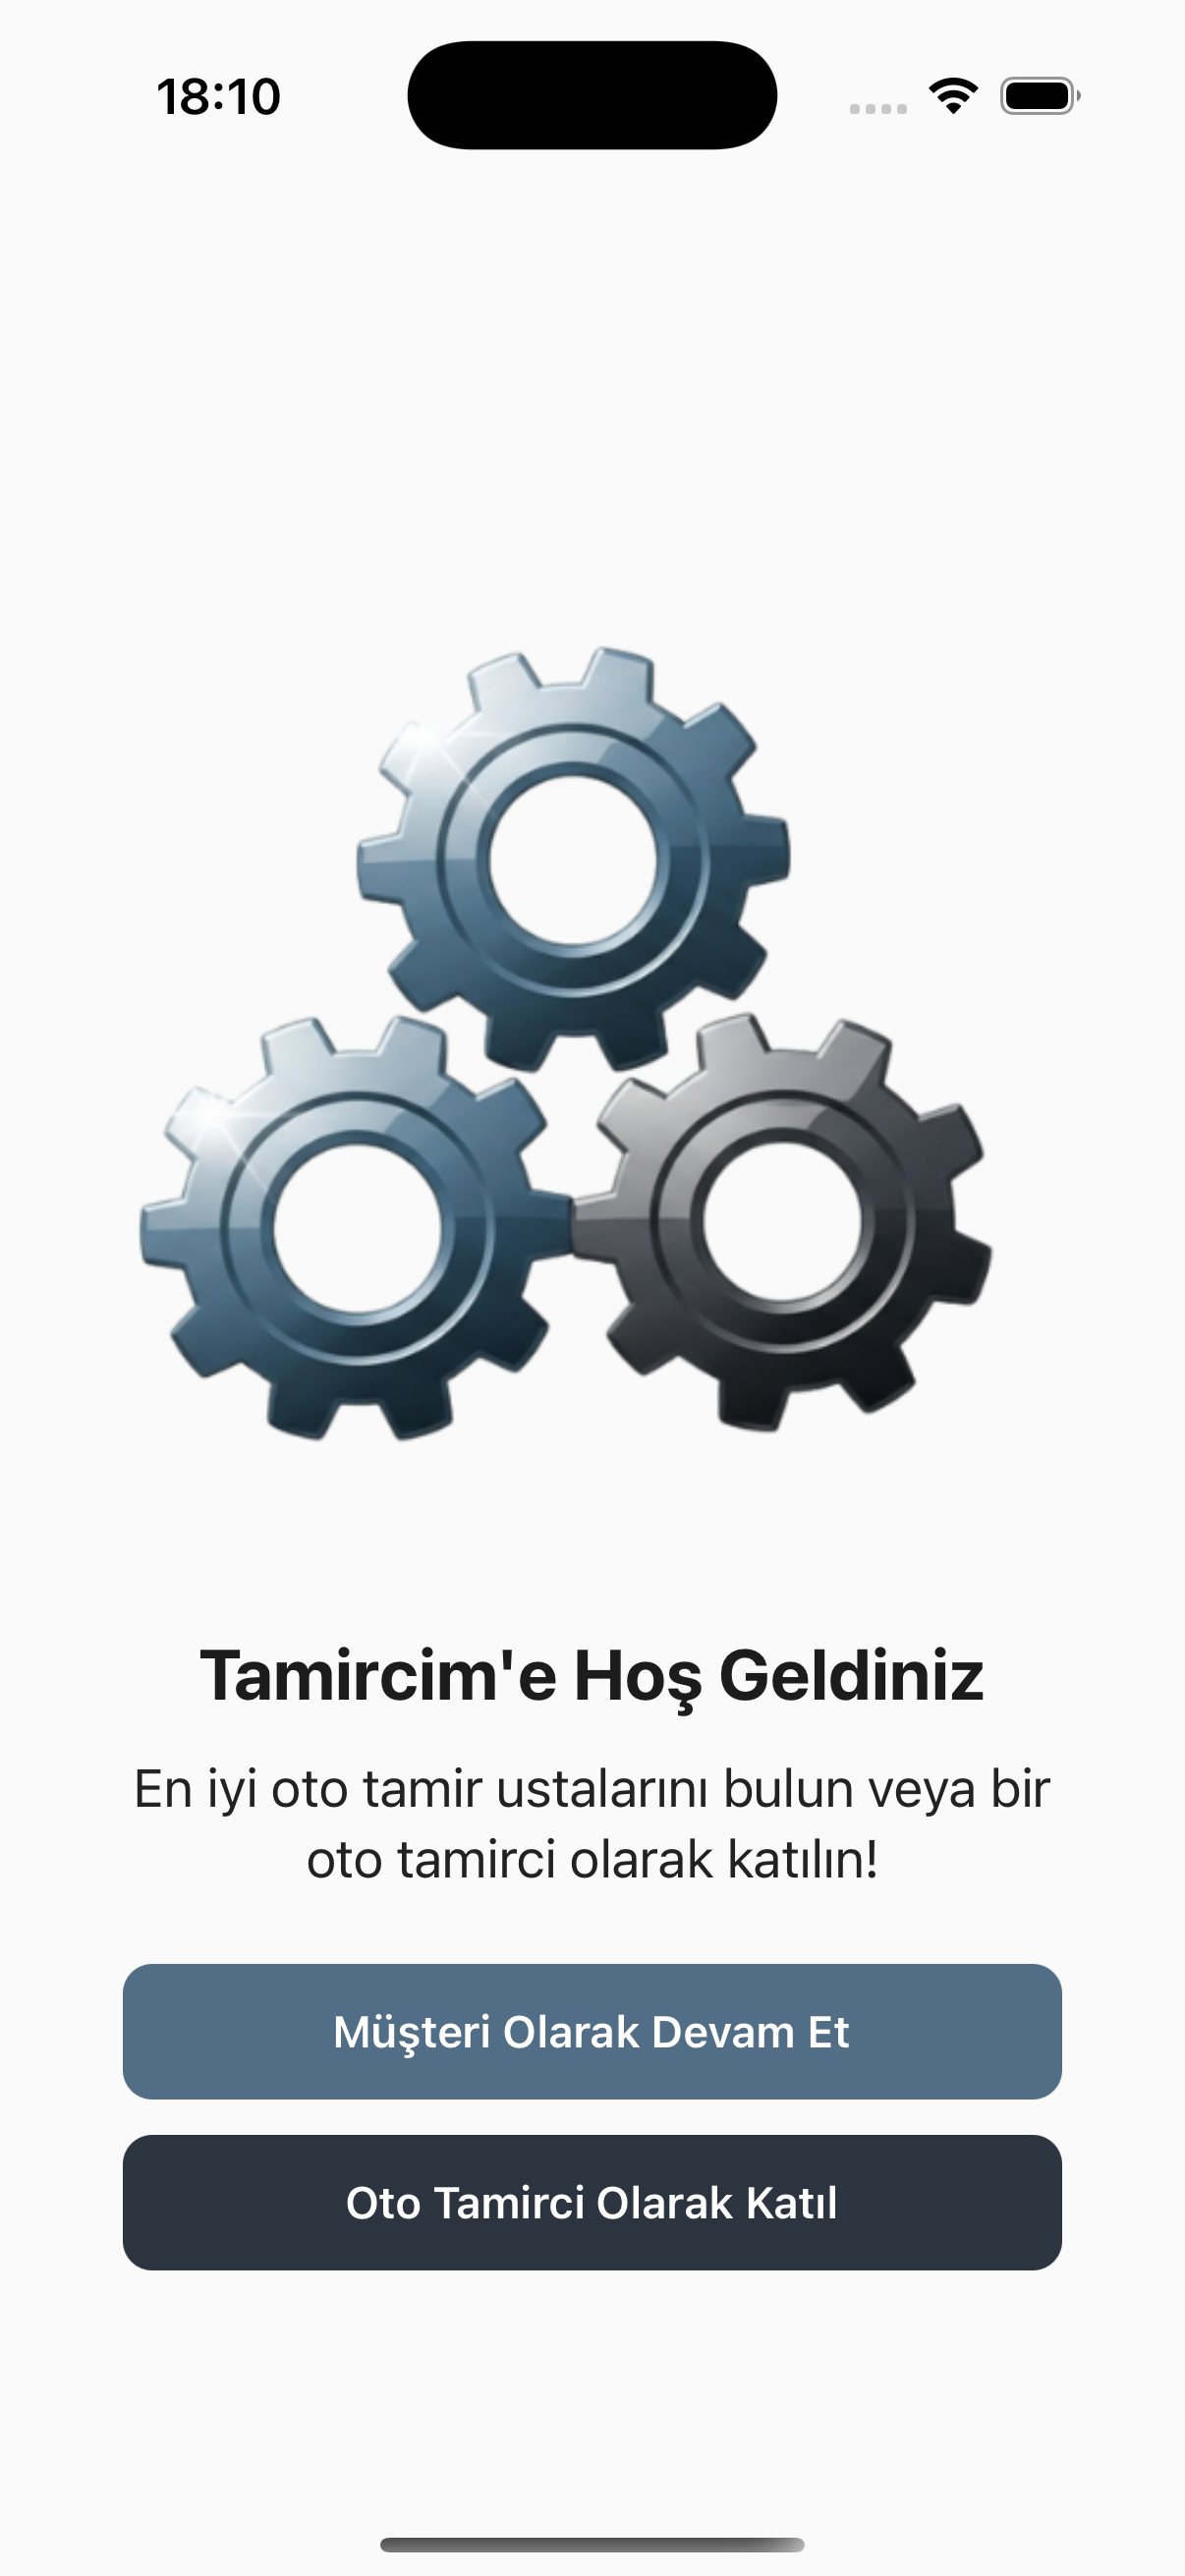 18:10
Tamircim'e Hoş Geldiniz
En iyi oto tamir ustalarını bulun veya bir
oto tamirci olarak katılın!
Müşteri Olarak Devam Et
Oto Tamirci Olarak Katıl